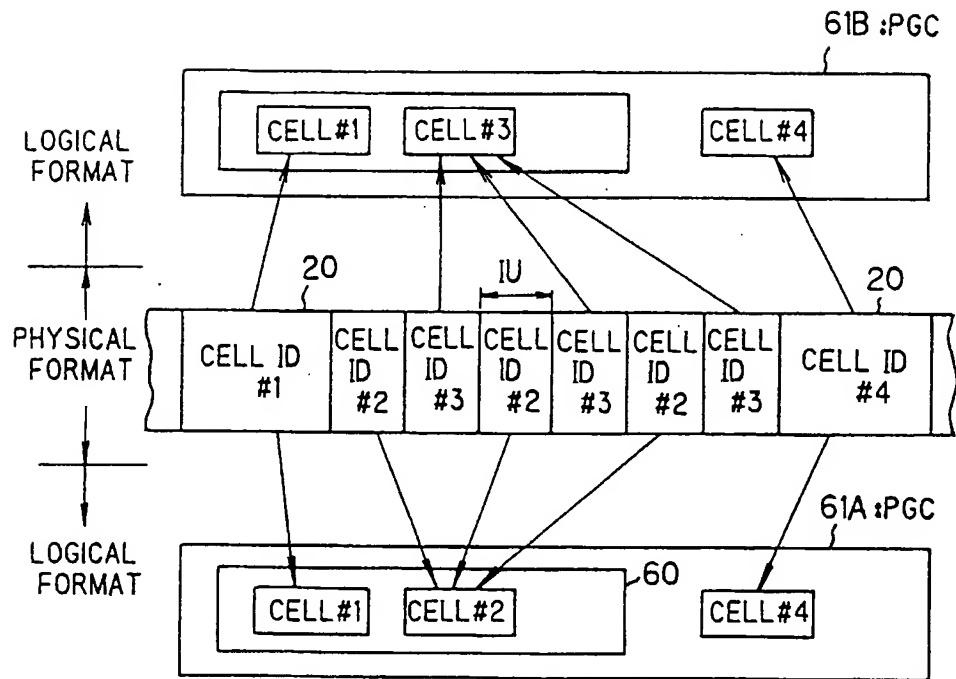 61B :PGC
CELL#1 CELL#3 CELL#4
LOGICAL
FORMAT
20 IU 20
PHYSICAL
FORMAT
CELL ID
#1
CELL
ID
#2
CELL
ID
#3
CELL
ID
#2
CELL
ID
#3
CELL
ID
#2
CELL
ID
#3
CELL ID
#4
LOGICAL
FORMAT
61A :PGC
60
CELL#1 CELL#2 CELL#4